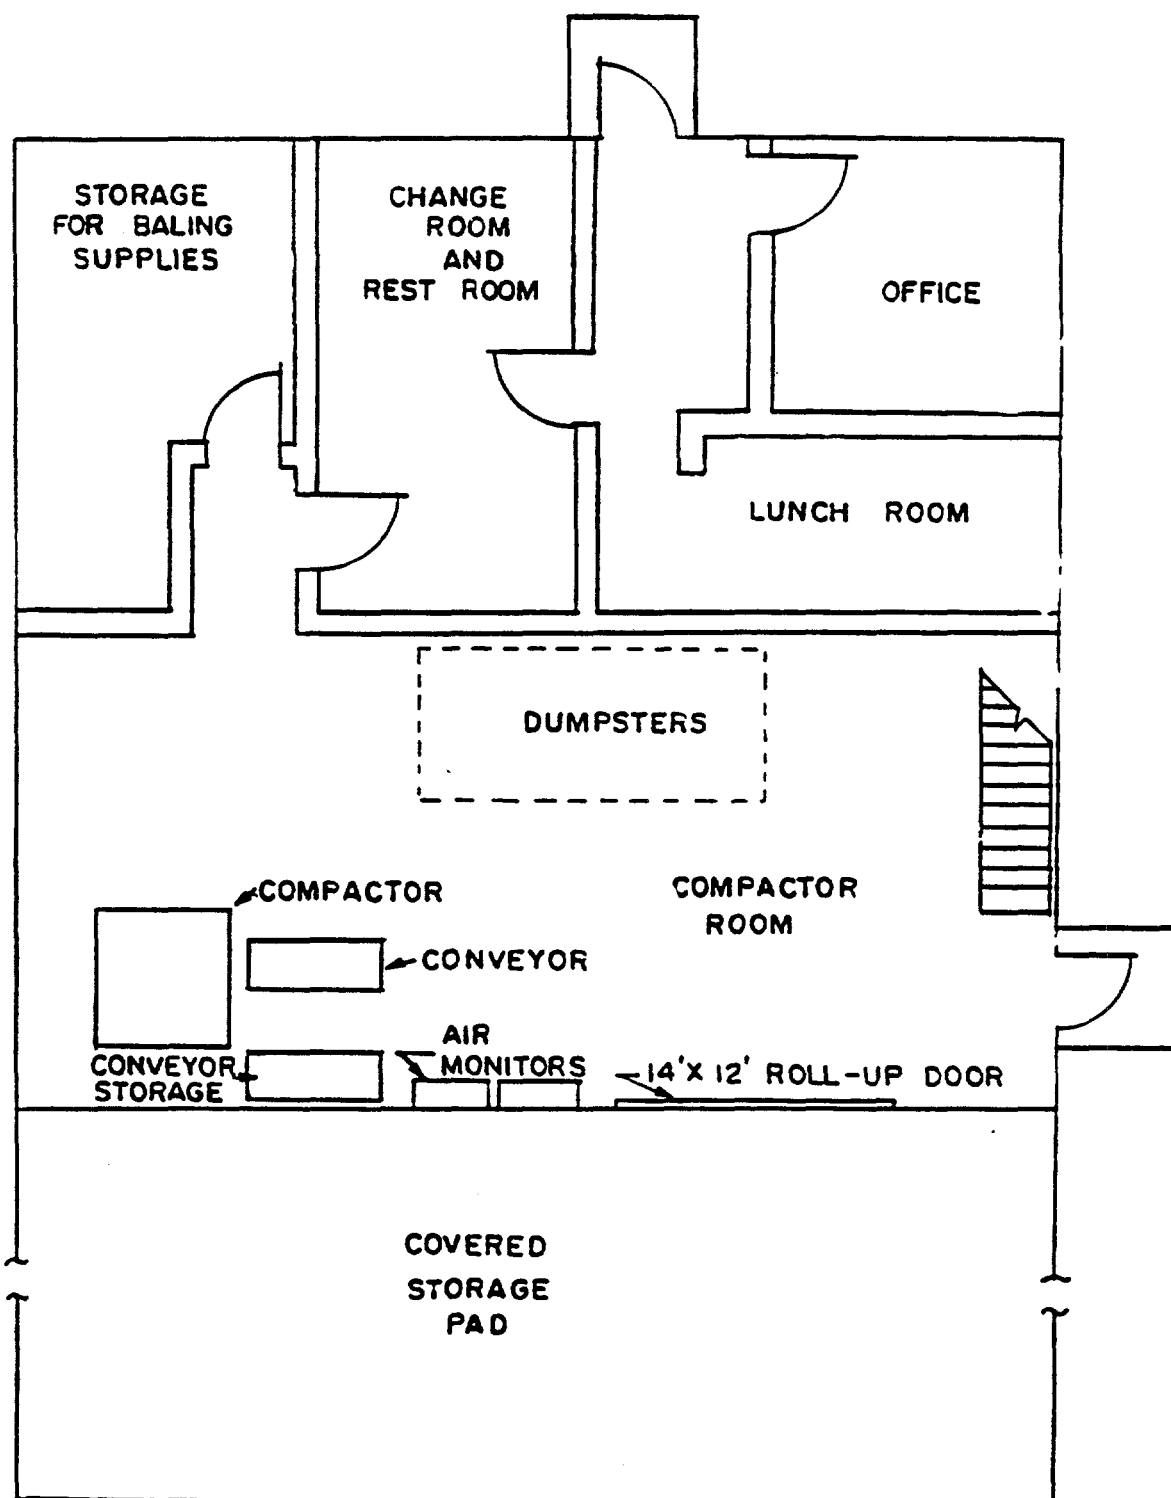 STORAGE
FOR BALING
SUPPLIES
CHANGE
ROOM
AND
REST ROOM
OFFICE
LUNCH ROOM
DUMPSTERS
COMPACTOR
COMPACTOR
ROOM
CONVEYOR
AIR
MONITORS
CONVEYOR
STORAGE
14'X 12' ROLL-UP DOOR
COVERED
STORAGE
PAD